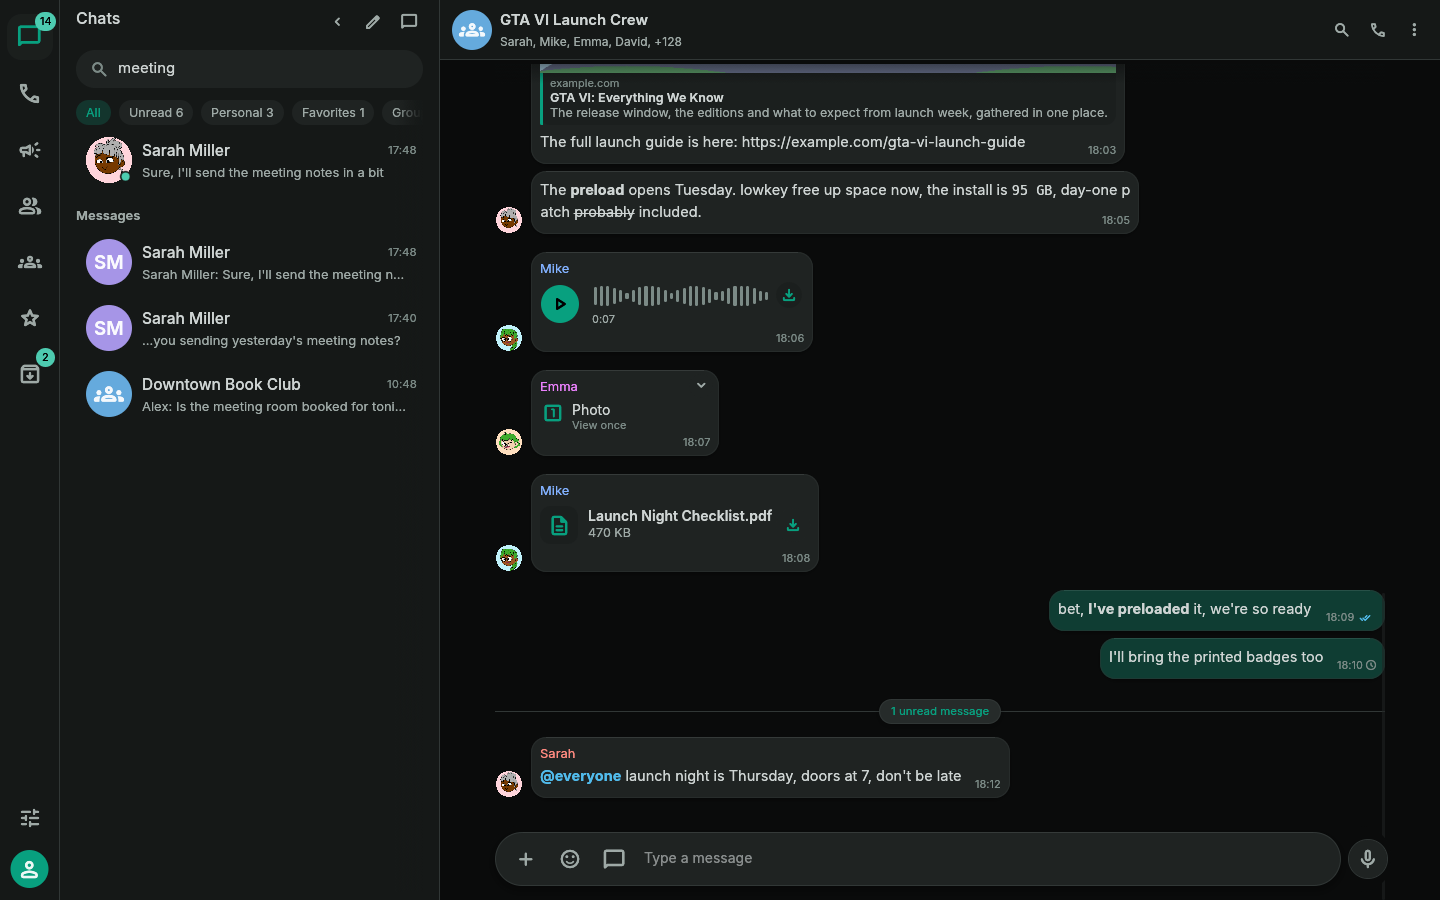 14
Chats
meeting
All
Unread 6
Personal 3
Favorites 1
Grou
Sarah Miller
17:48
Sure, I'll send the meeting notes in a bit
Messages
SM
Sarah Miller
17:48
Sarah Miller: Sure, I'll send the meeting n...
SM
Sarah Miller
17:40
...you sending yesterday's meeting notes?
Downtown Book Club
10:48
Alex: Is the meeting room booked for toni...
2
GTA VI Launch Crew
Sarah, Mike, Emma, David, +128
example.com
GTA VI: Everything We Know
The release window, the editions and what to expect from launch week, gathered in one place.
The full launch guide is here: https://example.com/gta-vi-launch-guide
18:03
The preload opens Tuesday. lowkey free up space now, the install is 95 GB, day-one p
atch probably included.
18:05
Mike
0:07
18:06
Emma
1
Photo
View once
18:07
Mike
Launch Night Checklist.pdf
470 KB
18:08
bet, I've preloaded it, we're so ready
18:09
I'll bring the printed badges too
18:10
1 unread message
Sarah
@everyone launch night is Thursday, doors at 7, don't be late
18:12
Type a message